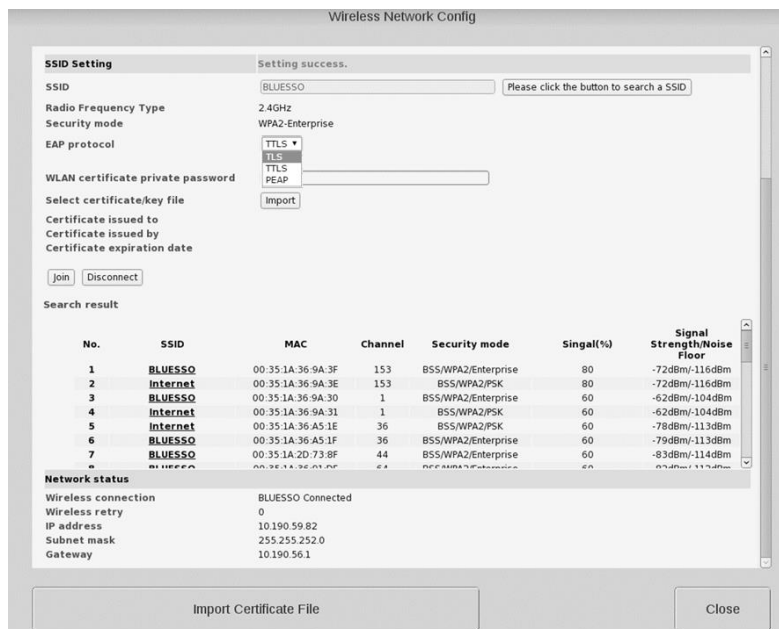 Wireless Network Config
SSID Setting Setting success.
SSID BLUESSO Please click the button to search a SSID
Radio Frequency Type 2.4GHz
Security mode WPA2-Enterprise
EAP protocol TTLS
TLS
TTLS
WLAN certificate private password PEAP
Select certificate/key file Import
Certificate issued to
Certificate issued by
Certificate expiration date
Join Disconnect
Search result
No. SSID MAC Channel Security mode Singal(%) Signal Strength/Noise Floor
1 BLUESSO 00:35:1A:36:9A:3F 153 BSS/WPA2/Enterprise 80 -72dBm/-116dBm
2 Internet 00:35:1A:36:9A:3E 153 BSS/WPA2/PSK 80 -72dBm/-116dBm
3 BLUESSO 00:35:1A:36:9A:30 1 BSS/WPA2/Enterprise 60 -62dBm/-104dBm
4 Internet 00:35:1A:36:9A:31 1 BSS/WPA2/PSK 60 -62dBm/-104dBm
5 Internet 00:35:1A:36:A5:1E 36 BSS/WPA2/PSK 60 -78dBm/-113dBm
6 BLUESSO 00:35:1A:36:A5:1F 36 BSS/WPA2/Enterprise 60 -79dBm/-113dBm
7 BLUESSO 00:35:1A:2D:73:8F 44 BSS/WPA2/Enterprise 60 -83dBm/-114dBm
8 BLUESSO 64 BSS/WPA2/Enterprise 60
Network status
Wireless connection BLUESSO Connected
Wireless retry 0
IP address 10.190.59.82
Subnet mask 255.255.252.0
Gateway 10.190.56.1
Import Certificate File Close